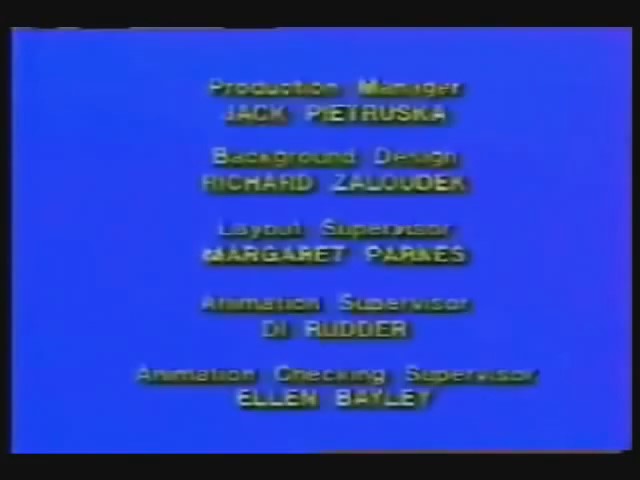 Production Manager
JACK PIETRUSKA
Background Design
RICHARD ZALOUDEK
Layout Supervisor
MARGARET PARKES
Animation Supervisor
DI RUDDER
Animation Checking Supervisor
ELLEN BAYLEY